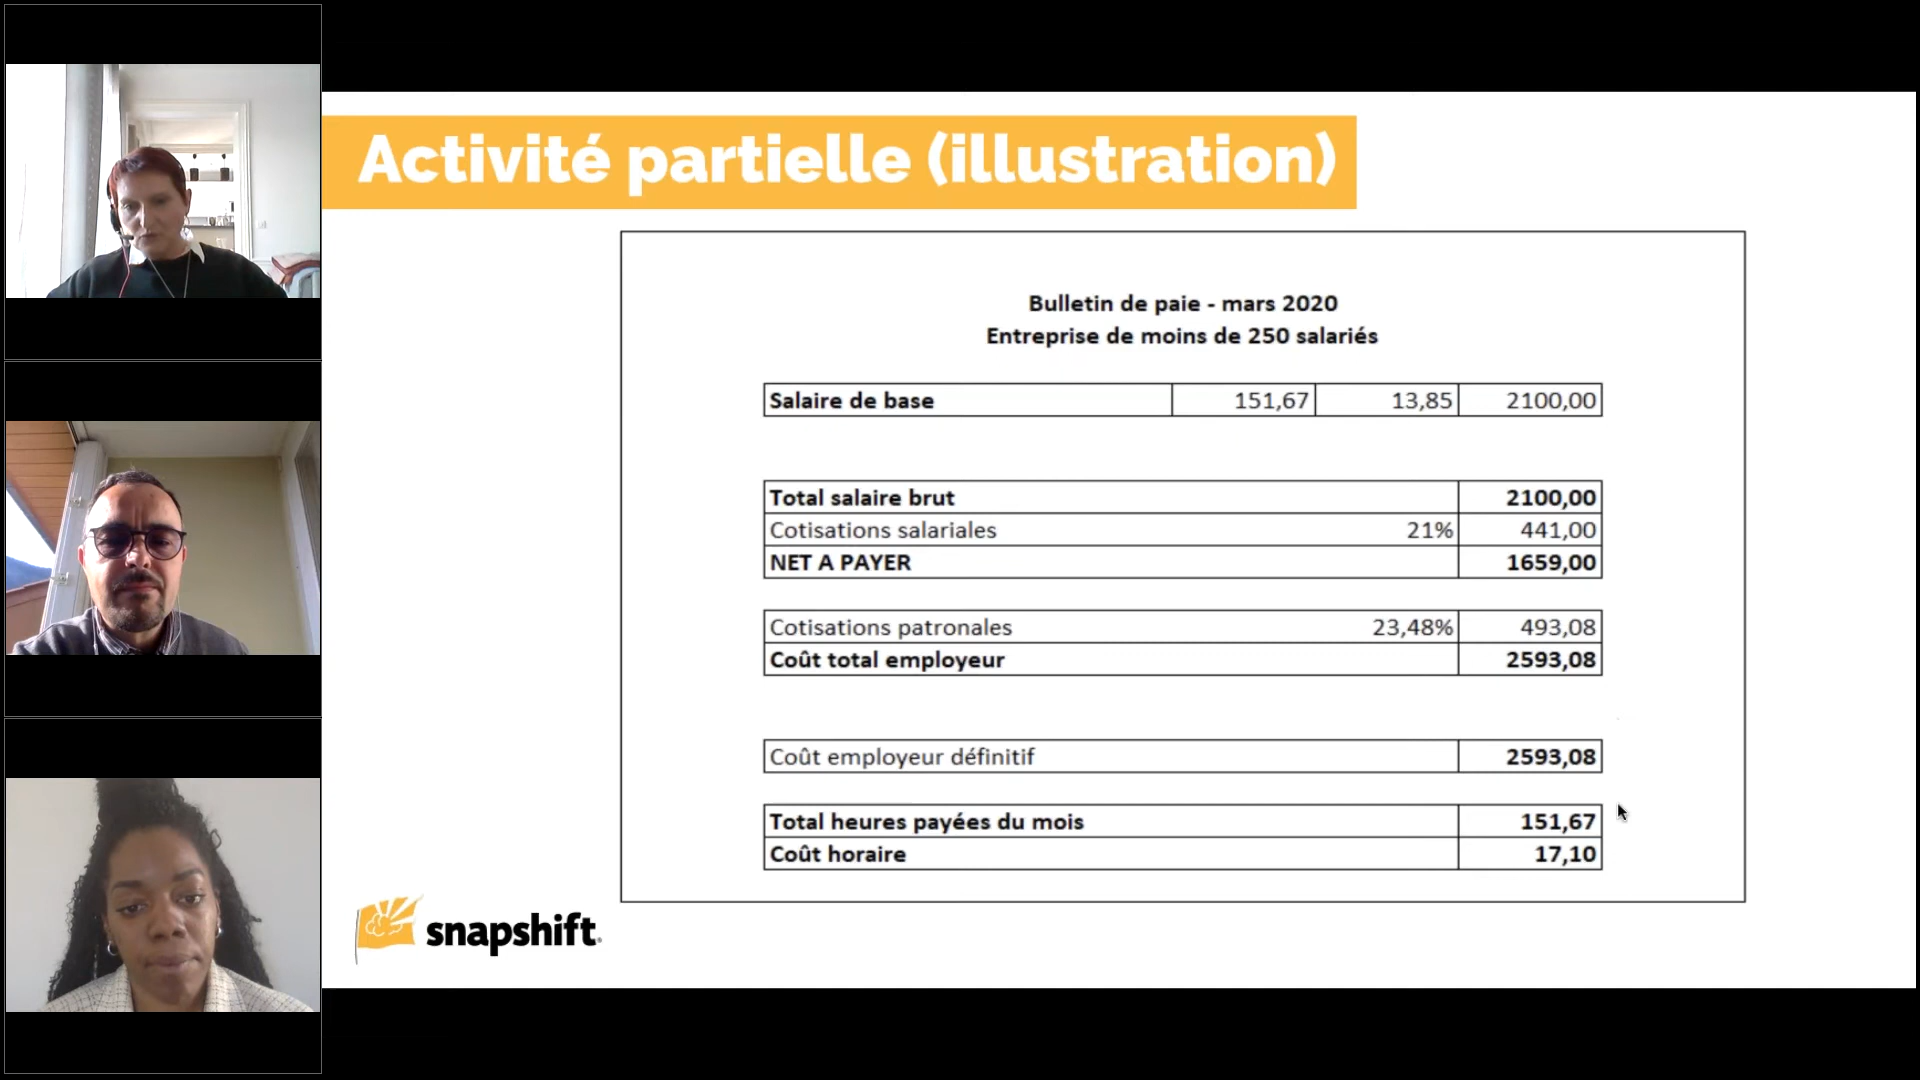 Activité partielle (illustration)
Bulletin de paie - mars 2020
Entreprise de moins de 250 salariés
Salaire de base 151,67 13,85 2100,00
Total salaire brut 2100,00
Cotisations salariales 21% 441,00
NET A PAYER 1659,00
Cotisations patronales 23,48% 493,08
Coût total employeur 2593,08
Coût employeur définitif 2593,08
Total heures payées du mois 151,67
Coût horaire 17,10
snapshift